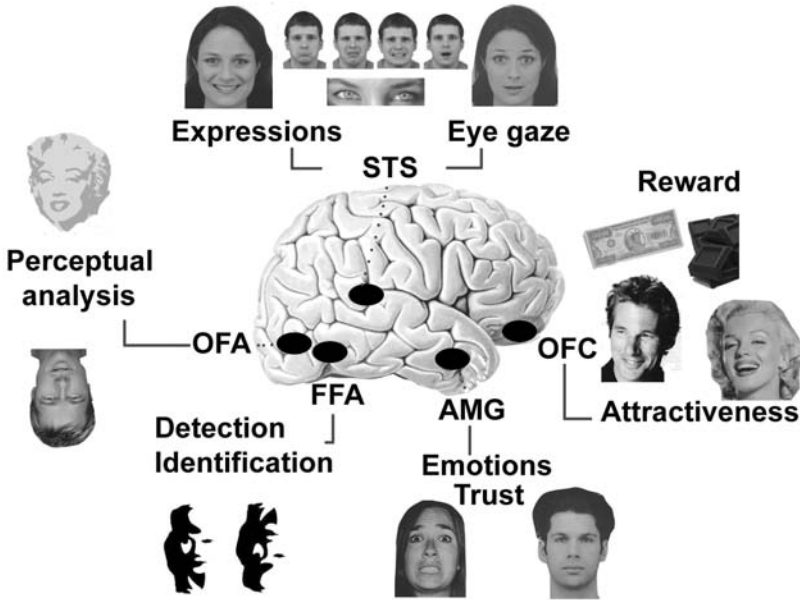 Expressions
Eye gaze
STS
Reward
Perceptual
analysis
OFA
OFC
FFA
AMG
Attractiveness
Detection
Identification
Emotions
Trust